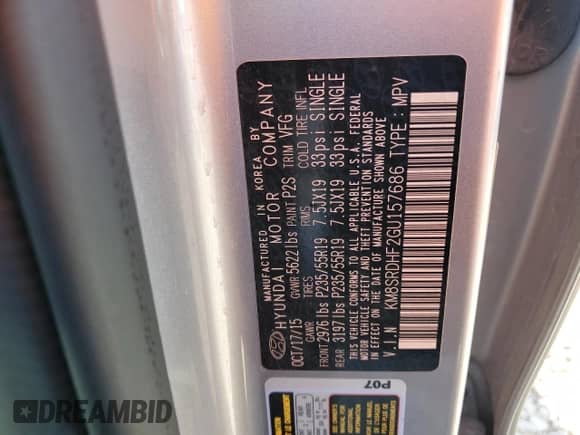 MANUFACTURED IN KOREA BY
HYUNDAI MOTOR COMPANY
OCT/17/15 GVWR 5622 lbs PAINT P2S TRIM VFG
GAWR TIRES RIMS COLD TIRE INFL
FRONT 2976 lbs P235/55R19 7.5JX19 33psi SINGLE
REAR 3197 lbs P235/55R19 7.5JX19 33psi SINGLE
THIS VEHICLE CONFORMS TO ALL APPLICABLE U.S.A. FEDERAL
MOTOR VEHICLE SAFETY AND THEFT PREVENTION STANDARDS
IN EFFECT ON THE DATE OF MANUFACTURE SHOWN ABOVE.
V.I.N KM8SRDHF2GU157686 TYPE : MPV
P07
DREAMBID